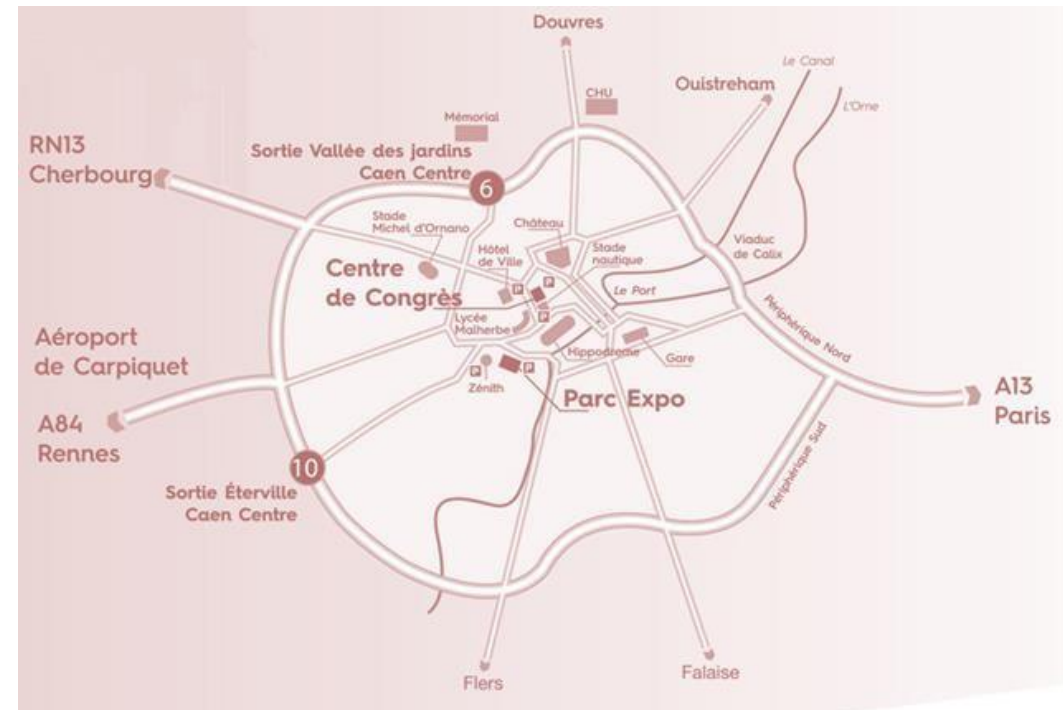 Douvres
Le Canal
Ouistreham
CHU
L'Orne
Mémorial
RN13
Cherbourg
Sortie Vallée des jardins
Caen Centre
6
Stade
Michel d'Ornano
Château
Stade
nautique
Viaduc
de Calix
Hôtel
de Ville
Centre
de Congrès
P
P
Le Port
Lycée
Malherbe
P
Périphérique Nord
Aéroport
de Carpiquet
Hippodrome
Gare
P
P
Zénith
Parc Expo
A13
Paris
A84
Rennes
10
Périphérique Sud
Sortie Éterville
Caen Centre
Flers
Falaise